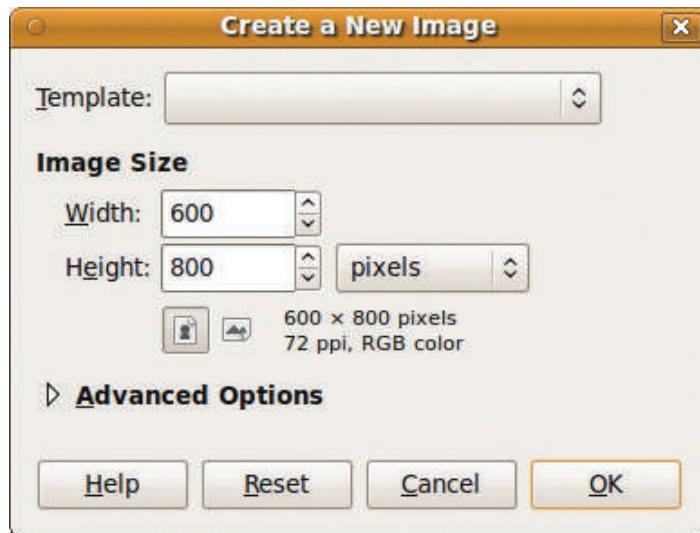 Create a New Image
Template:
Image Size
Width: 600
Height: 800 pixels
600 × 800 pixels
72 ppi, RGB color
Advanced Options
Help Reset Cancel OK